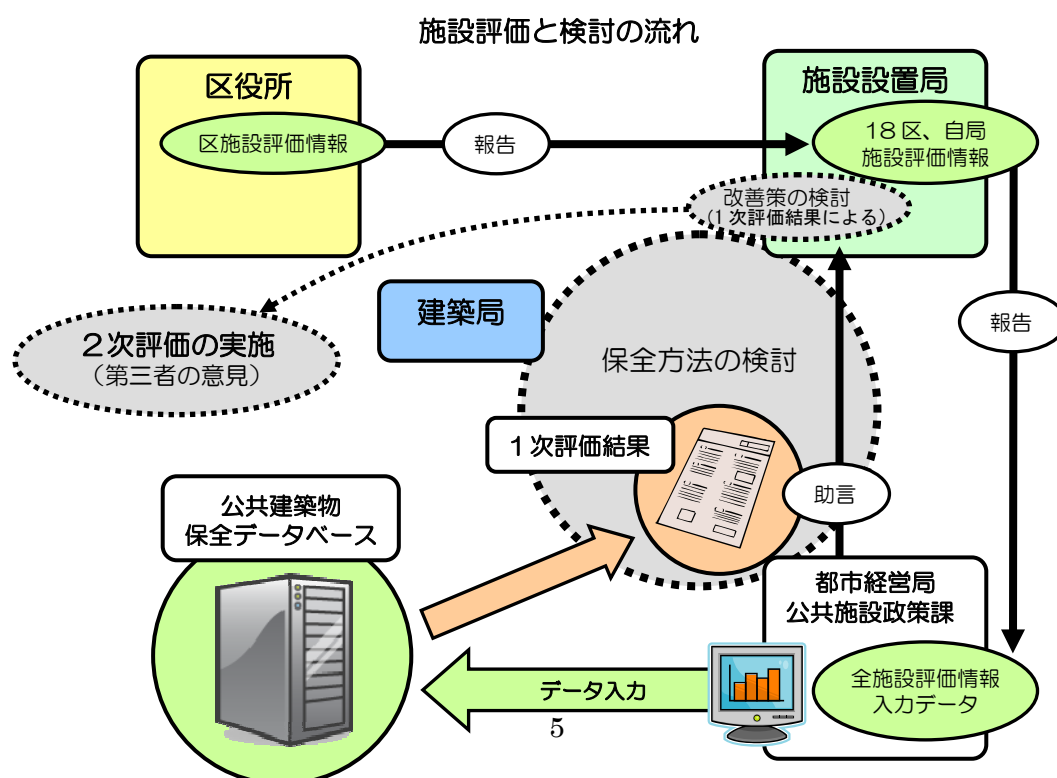 施設評価と検討の流れ
区役所
区施設評価情報
報告
施設設置局
18区、自局
施設評価情報
改善策の検討
(1次評価結果による)
報告
2次評価の実施
(第三者の意見)
建築局
保全方法の検討
1次評価結果
助言
公共建築物
保全データベース
都市経営局
公共施設政策課
全施設評価情報
入力データ
データ入力
5